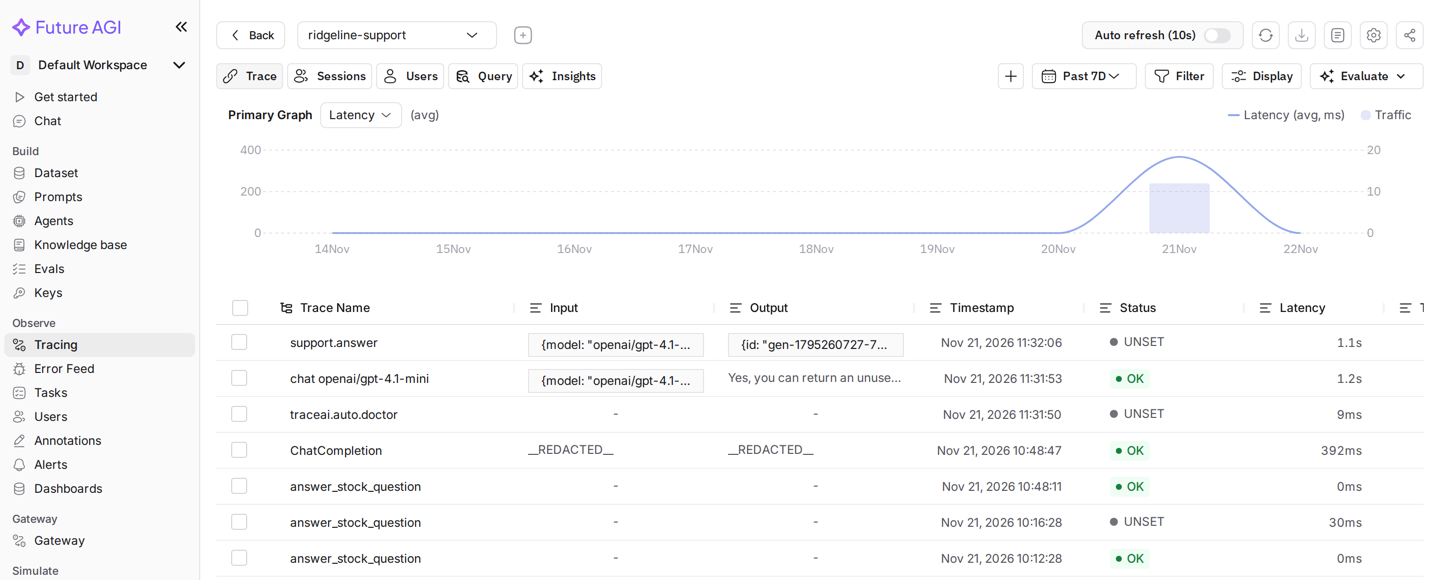 Future AGI
Back
ridgeline-support
Auto refresh (10s)
D Default Workspace
Trace Sessions Users Query Insights
Past 7D Filter Display Evaluate
Get started
Chat
Primary Graph Latency (avg)
Latency (avg, ms) Traffic
Build
Dataset
Prompts
Agents
Knowledge base
Evals
Keys
400 20
200 10
0 0
14Nov 15Nov 16Nov 17Nov 18Nov 19Nov 20Nov 21Nov 22Nov
Observe
Tracing
Error Feed
Tasks
Users
Annotations
Alerts
Dashboards
Gateway
Gateway
Simulate
Trace Name Input Output Timestamp Status Latency
support.answer {model: "openai/gpt-4.1-... {id: "gen-1795260727-7... Nov 21, 2026 11:32:06 UNSET 1.1s
chat openai/gpt-4.1-mini {model: "openai/gpt-4.1-... Yes, you can return an unuse... Nov 21, 2026 11:31:53 OK 1.2s
traceai.auto.doctor - - Nov 21, 2026 11:31:50 UNSET 9ms
ChatCompletion __REDACTED__ __REDACTED__ Nov 21, 2026 10:48:47 OK 392ms
answer_stock_question - - Nov 21, 2026 10:48:11 OK 0ms
answer_stock_question - - Nov 21, 2026 10:16:28 UNSET 30ms
answer_stock_question - - Nov 21, 2026 10:12:28 OK 0ms